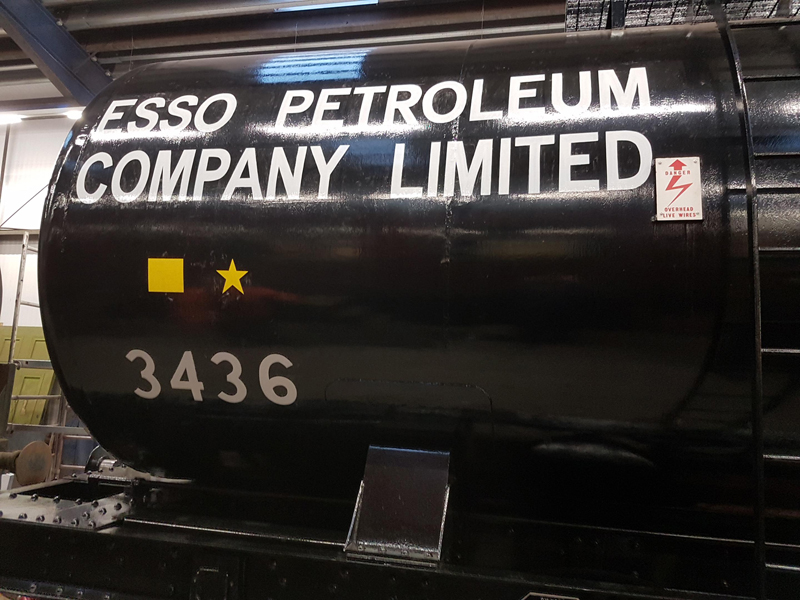 ESSO PETROLEUM
COMPANY LIMITED
DANGER
OVERHEAD
"LIVE WIRES"
3436